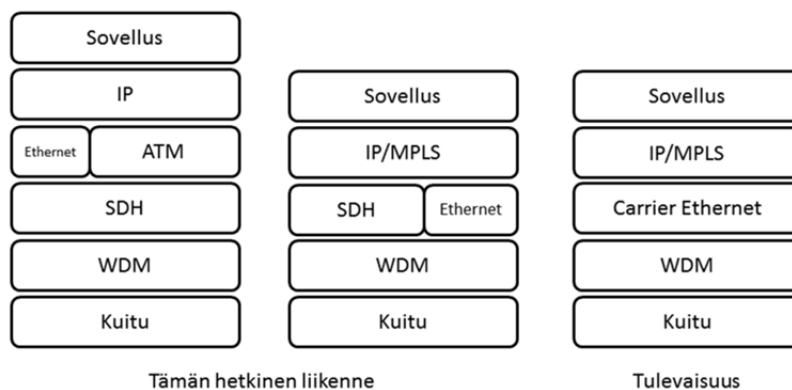 Sovellus
IP
Ethernet ATM
SDH
WDM
Kuitu
Sovellus
IP/MPLS
SDH Ethernet
WDM
Kuitu
Tämän hetkinen liikenne
Sovellus
IP/MPLS
Carrier Ethernet
WDM
Kuitu
Tulevaisuus